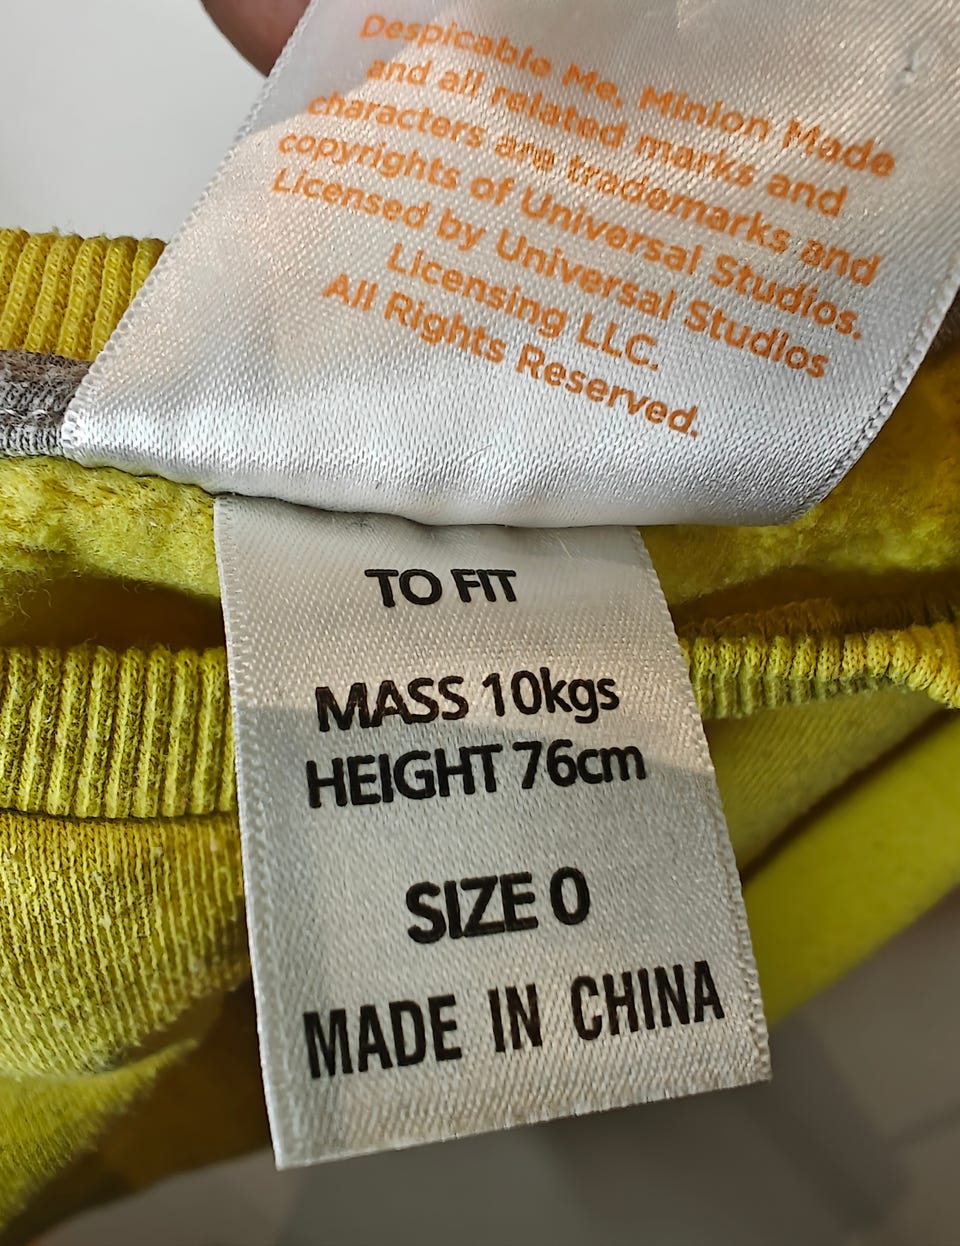 Despicable Me, Minion Made
and all related marks and
characters are trademarks and
copyrights of Universal Studios.
Licensed by Universal Studios
Licensing LLC.
All Rights Reserved.
TO FIT
MASS 10kgs
HEIGHT 76cm
SIZE 0
MADE IN CHINA